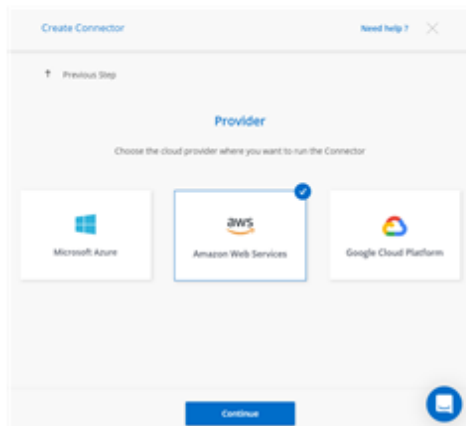 Create Connector
Need help ?
Previous Step
Provider
Choose the cloud provider where you want to run the Connector
aws
Microsoft Azure
Amazon Web Services
Google Cloud Platform
Continue